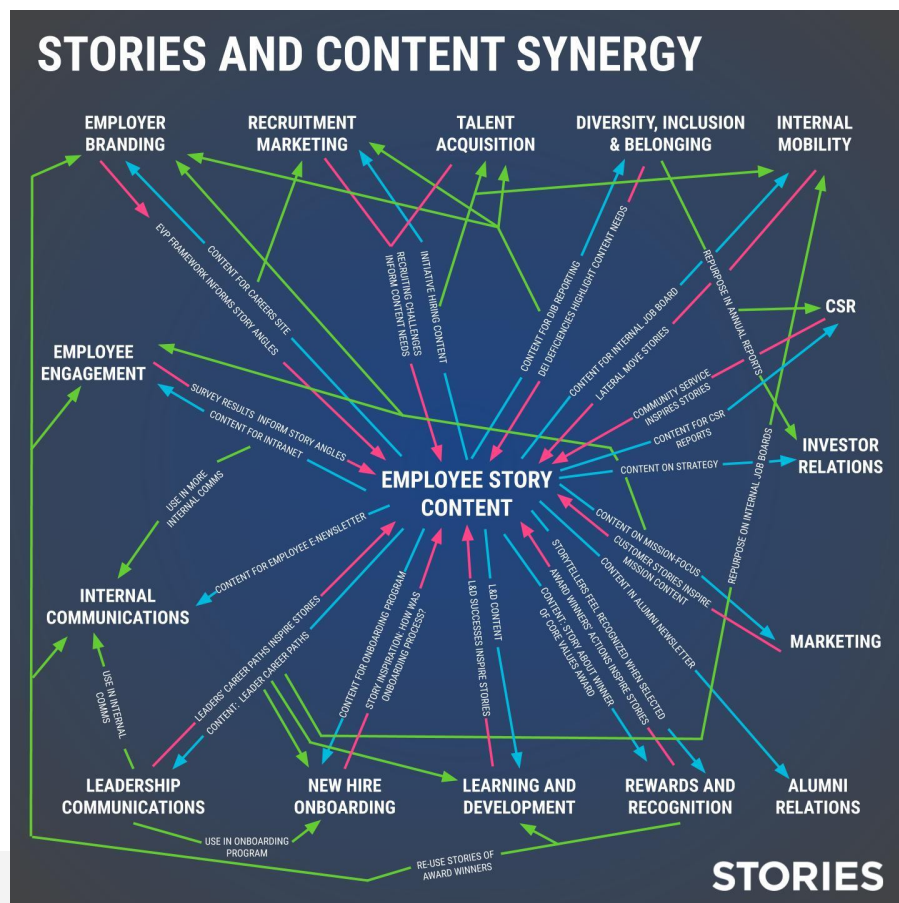 STORIES AND CONTENT SYNERGY
EMPLOYER
BRANDING
RECRUITMENT
MARKETING
TALENT
ACQUISITION
DIVERSITY, INCLUSION
& BELONGING
INTERNAL
MOBILITY
EVP FRAMEWORK INFORMS STORY ANGLES
CONTENT FOR CAREERS SITE
RECRUITING CHALLENGES
INFORM CONTENT NEEDS
INITIATIVE HIRING CONTENT
CONTENT FOR DIB REPORTING
DEI DEFICIENCIES HIGHLIGHT CONTENT NEEDS
CONTENT FOR INTERNAL JOB BOARD
LATERAL MOVE STORIES
REPURPOSE IN ANNUAL REPORTS
CSR
EMPLOYEE
ENGAGEMENT
SURVEY RESULTS INFORM STORY ANGLES
CONTENT FOR INTRANET
COMMUNITY SERVICE
INSPIRES STORIES
CONTENT FOR CSR
REPORTS
CONTENT ON STRATEGY
INVESTOR
RELATIONS
EMPLOYEE STORY
CONTENT
USE IN MORE
INTERNAL COMMS
CONTENT FOR EMPLOYEE E-NEWSLETTER
REPURPOSE ON INTERNAL JOB BOARDS
INTERNAL
COMMUNICATIONS
CONTENT ON MISSION-FOCUS
CUSTOMER STORIES INSPIRE
MISSION CONTENT
CONTENT IN ALUMNI NEWSLETTER
MARKETING
LEADERS' CAREER PATHS INSPIRE STORIES
CONTENT: LEADER CAREER PATHS
CONTENT FOR ONBOARDING PROGRAM
STORY INSPIRATION: HOW WAS
ONBOARDING PROCESS?
L&D SUCCESSES INSPIRE STORIES
L&D CONTENT
STORYTELLERS FEEL RECOGNIZED WHEN SELECTED
AWARD WINNERS' ACTIONS INSPIRE STORIES
CONTENT: STORY ABOUT WINNER
OF CORE VALUES AWARD
USE IN INTERNAL
COMMS
LEADERSHIP
COMMUNICATIONS
NEW HIRE
ONBOARDING
LEARNING AND
DEVELOPMENT
REWARDS AND
RECOGNITION
ALUMNI
RELATIONS
USE IN ONBOARDING
PROGRAM
RE-USE STORIES OF
AWARD WINNERS
STORIES